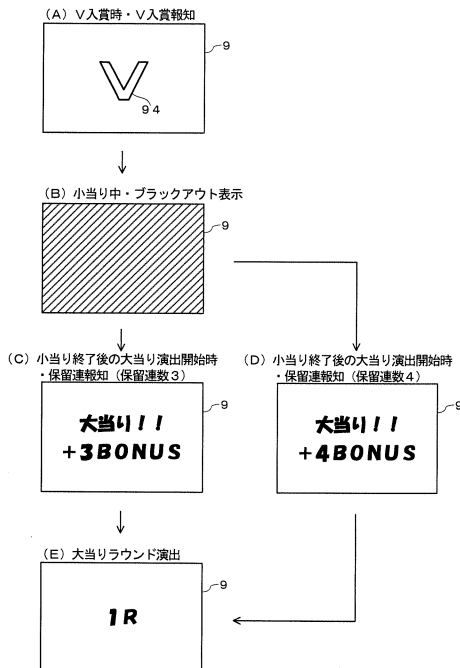 (A) V入賞時・V入賞報知
9
V
94
(B) 小当り中・ブラックアウト表示
9
(C) 小当り終了後の大当り演出開始時
・保留連報知(保留連数3)
9
大当り!!
+3BONUS
(D) 小当り終了後の大当り演出開始時
・保留連報知(保留連数4)
9
大当り!!
+4BONUS
(E) 大当りラウンド演出
9
1R